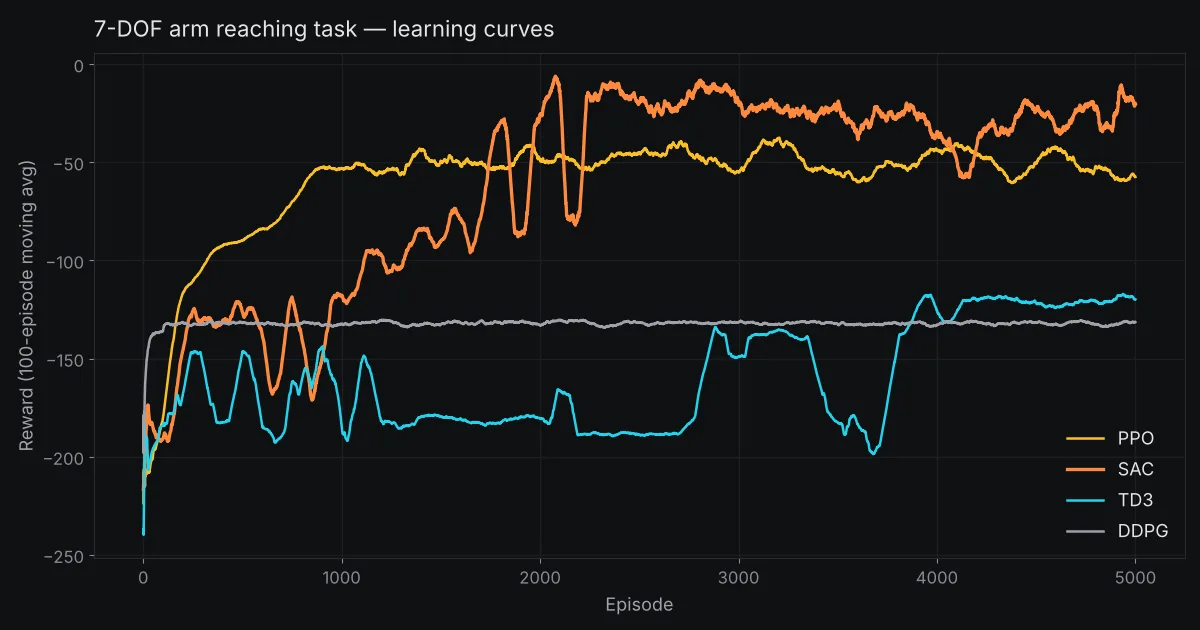 7-DOF arm reaching task — learning curves
Reward (100-episode moving avg)
0
−50
−100
−150
−200
−250
0 1000 2000 3000 4000 5000
Episode
PPO
SAC
TD3
DDPG